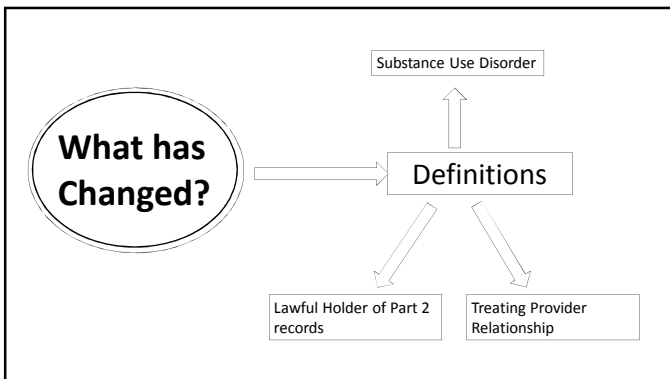 Substance Use Disorder
What has
Changed?
Definitions
Lawful Holder of Part 2
records
Treating Provider
Relationship